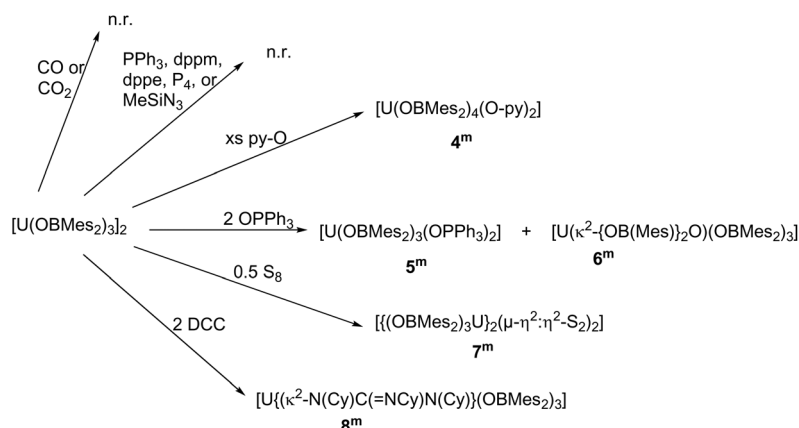 n.r.
CO or
CO₂
PPh₃, dppm,
dppe, P₄, or
MeSiN₃
n.r.
xs py-O
[U(OBMes₂)₄(O-py)₂]
4ᵐ
[U(OBMes₂)₃]₂
2 OPPh₃
[U(OBMes₂)₃(OPPh₃)₂] + [U(κ²-{OB(Mes)}₂O)(OBMes₂)₃]
5ᵐ 6ᵐ
0.5 S₈
[{(OBMes₂)₃U}₂(μ-η²:η²-S₂)₂]
7ᵐ
2 DCC
[U{(κ²-N(Cy)C(=NCy)N(Cy)}(OBMes₂)₃]
8ᵐ